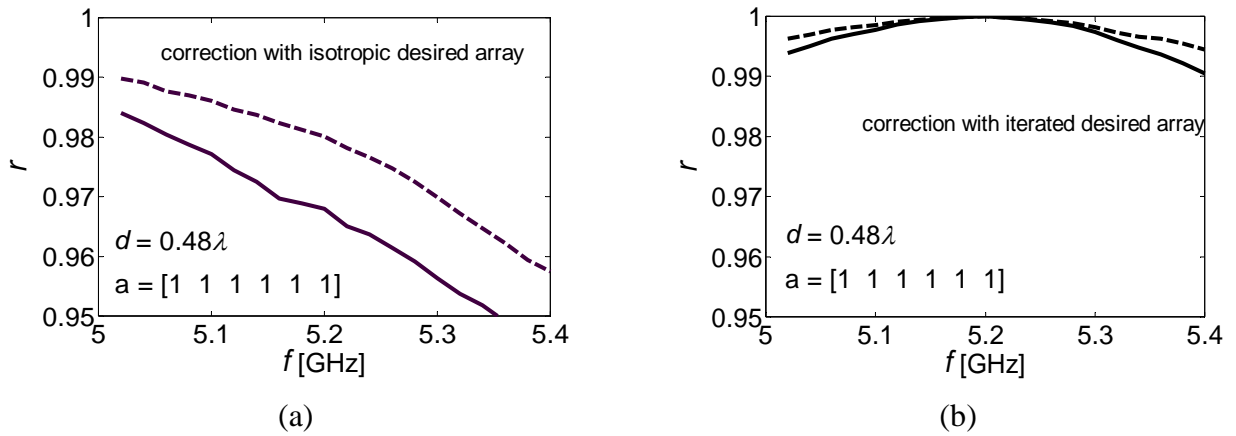 1
0.99
0.98
0.97
0.96
0.95
r
correction with isotropic desired array
d = 0.48λ
a = [1 1 1 1 1 1]
5 5.1 5.2 5.3 5.4
f [GHz]
(a)
1
0.99
0.98
0.97
0.96
0.95
r
correction with iterated desired array
d = 0.48λ
a = [1 1 1 1 1 1]
5 5.1 5.2 5.3 5.4
f [GHz]
(b)